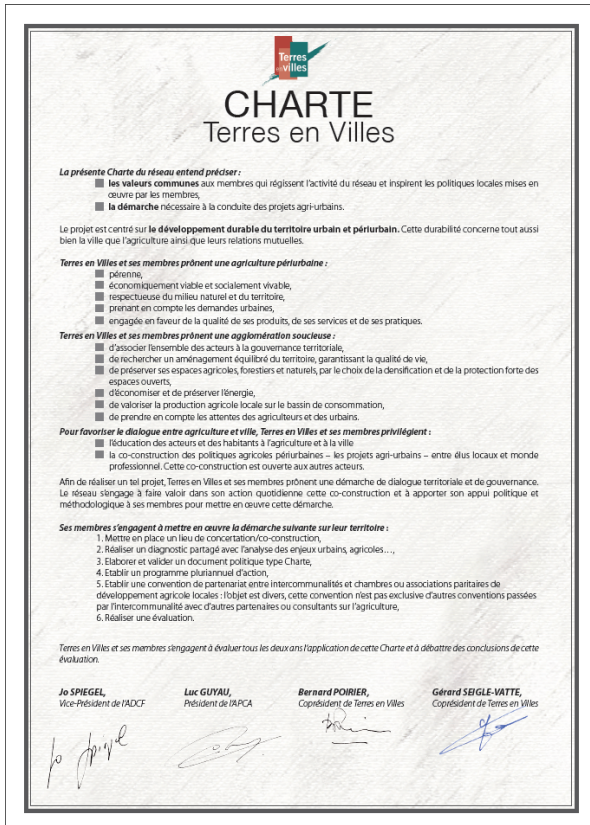 Terres
en villes
CHARTE
Terres en Villes
La présente Charte du réseau entend préciser :
les valeurs communes aux membres qui régissent l'activité du réseau et inspirent les politiques locales mises en
œuvre par les membres,
la démarche nécessaire à la conduite des projets agri-urbains.
Le projet est centré sur le développement durable du territoire urbain et périurbain. Cette durabilité concerne tout aussi
bien la ville que l'agriculture ainsi que leurs relations mutuelles.
Terres en Villes et ses membres prônent une agriculture périurbaine :
pérenne,
économiquement viable et socialement vivable,
respectueuse du milieu naturel et du territoire,
prenant en compte les demandes urbaines,
engagée en faveur de la qualité de ses produits, de ses services et de ses pratiques.
Terres en Villes et ses membres prônent une agglomération soucieuse :
d'associer l'ensemble des acteurs à la gouvernance territoriale,
de rechercher un aménagement équilibré du territoire, garantissant la qualité de vie,
de préserver ses espaces agricoles, forestiers et naturels, par le choix de la densification et de la protection forte des
espaces ouverts,
d'économiser et de préserver l'énergie,
de valoriser la production agricole locale sur le bassin de consommation,
de prendre en compte les attentes des agriculteurs et des urbains.
Pour favoriser le dialogue entre agriculture et ville, Terres en Villes et ses membres privilégient :
l'éducation des acteurs et des habitants à l'agriculture et à la ville
la co-construction des politiques agricoles périurbaines – les projets agri-urbains – entre élus locaux et monde
professionnel. Cette co-construction est ouverte aux autres acteurs.
Afin de réaliser un tel projet, Terres en Villes et ses membres prônent une démarche de dialogue territoriale et de gouvernance.
Le réseau s'engage à faire valoir dans son action quotidienne cette co-construction et à apporter son appui politique et
méthodologique à ses membres pour mettre en œuvre cette démarche.
Ses membres s'engagent à mettre en œuvre la démarche suivante sur leur territoire :
1. Mettre en place un lieu de concertation/co-construction,
2. Réaliser un diagnostic partagé avec l'analyse des enjeux urbains, agricoles…,
3. Elaborer et valider un document politique type Charte,
4. Etablir un programme pluriannuel d'action,
5. Etablir une convention de partenariat entre intercommunalités et chambres ou associations paritaires de
développement agricole locales : l'objet est divers, cette convention n'est pas exclusive d'autres conventions passées
par l'intercommunalité avec d'autres partenaires ou consultants sur l'agriculture,
6. Réaliser une évaluation.
Terres en Villes et ses membres s'engagent à évaluer tous les deux ans l'application de cette Charte et à débattre des conclusions de cette
évaluation.
Jo SPIEGEL, Luc GUYAU, Bernard POIRIER, Gérard SEIGLE-VATTE,
Vice-Président de l'ADCF Président de l'APCA Coprésident de Terres en Villes Coprésident de Terres en Villes
Jo Spiegel